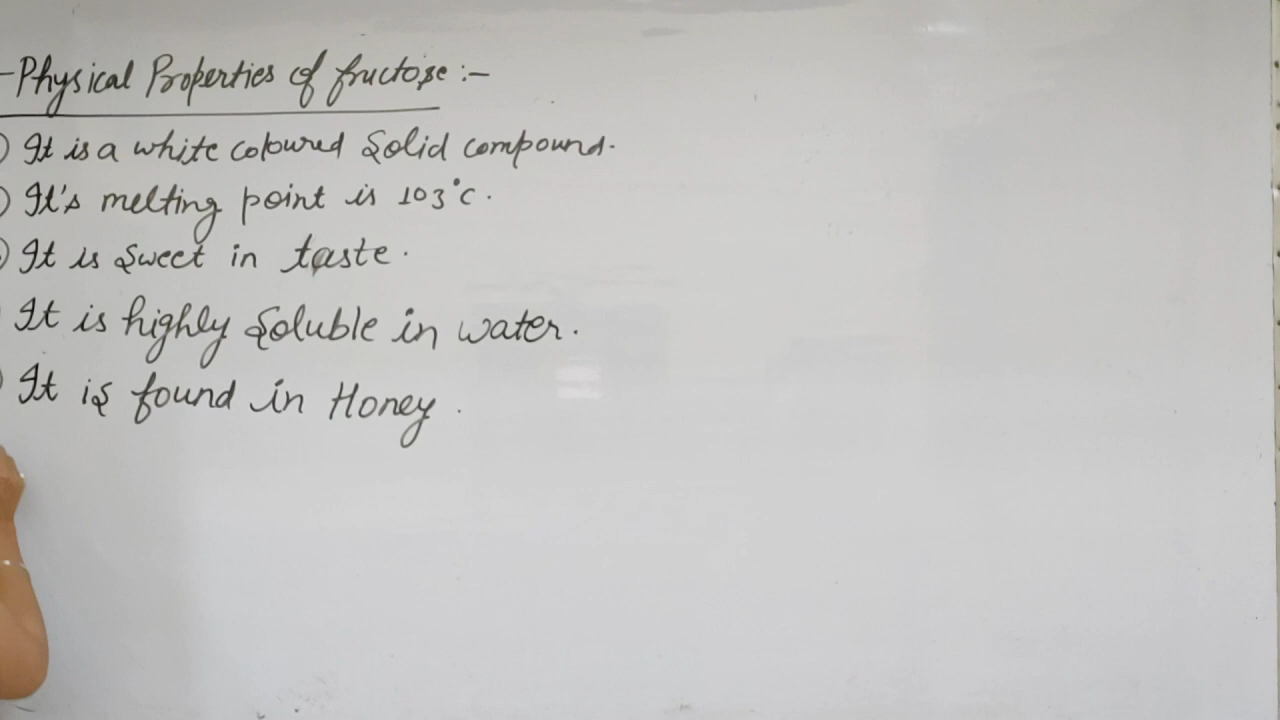 -Physical Properties of fructose :-
) It is a white coloured Solid compound.
) It's melting point is 103°c.
) It is Sweet in taste.
It is highly Soluble in water.
) It is found in Honey.